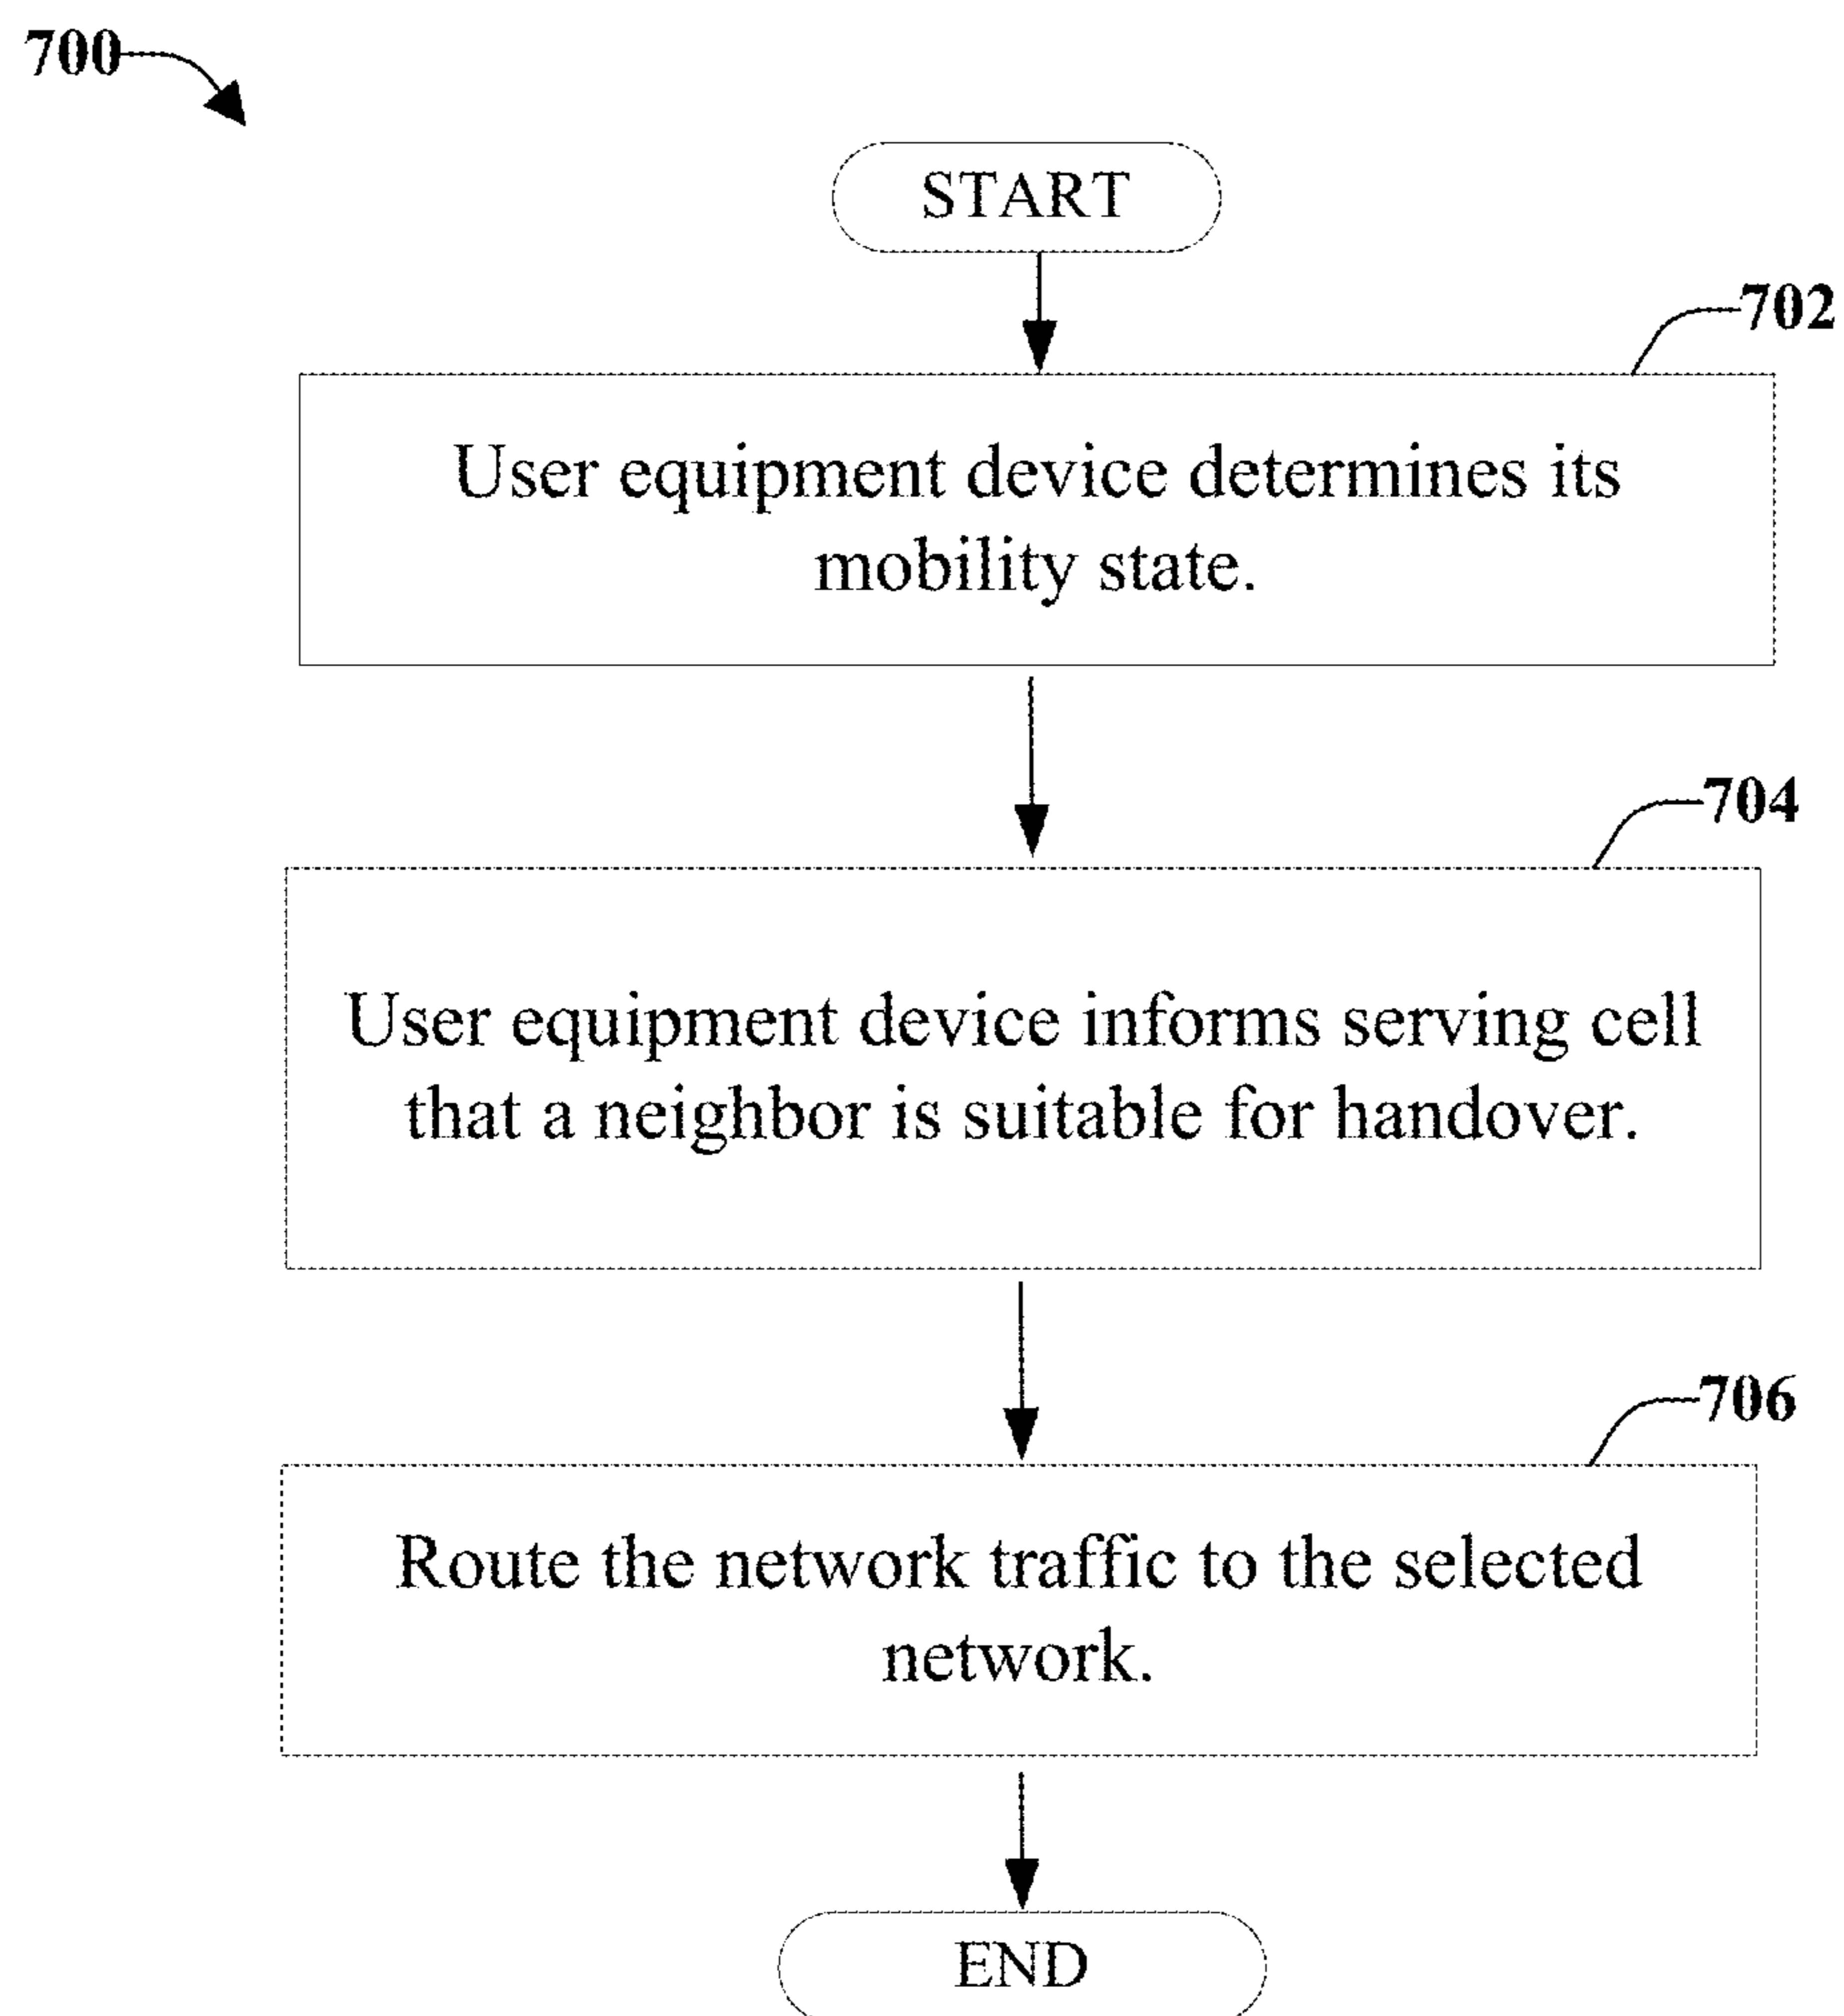 700
START
702
User equipment device determines its
mobility state.
704
User equipment device informs serving cell
that a neighbor is suitable for handover.
706
Route the network traffic to the selected
network.
END